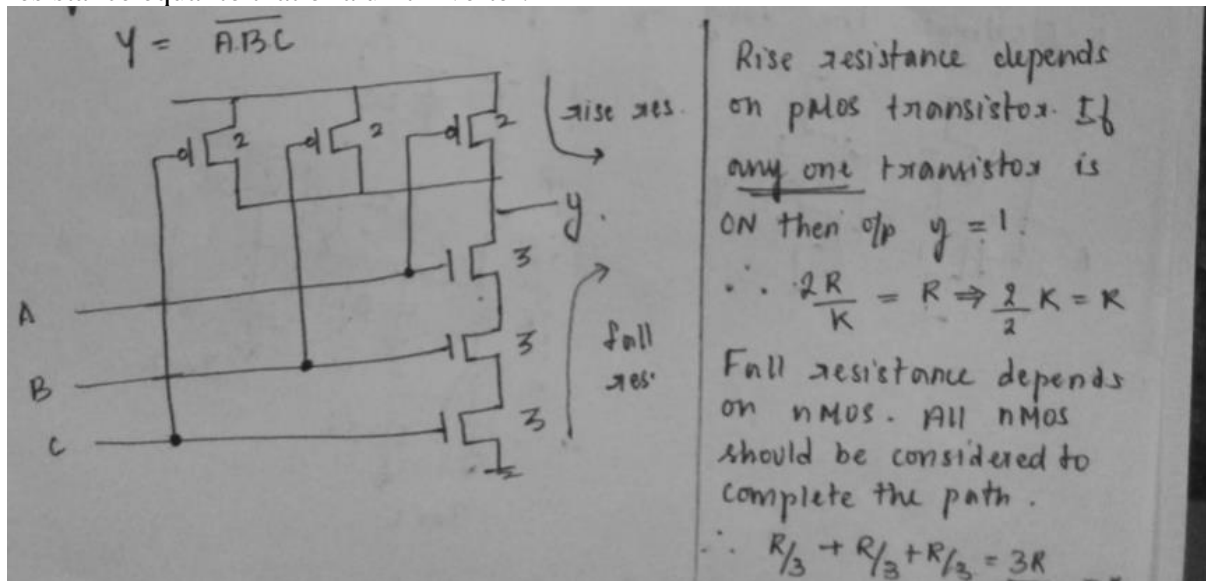 Y = \overline{A.B.C}
2
2
2
rise res.
y.
3
A
3
fall
res.
B
3
C
Rise resistance depends
on pMOS transistor. If
any one transistor is
ON then o/p y = 1.
∴ 2R/K = R ⇒ 2/2 K = R
Fall resistance depends
on nMOS. All nMOS
should be considered to
complete the path.
∴ R/3 + R/3 + R/3 = 3R